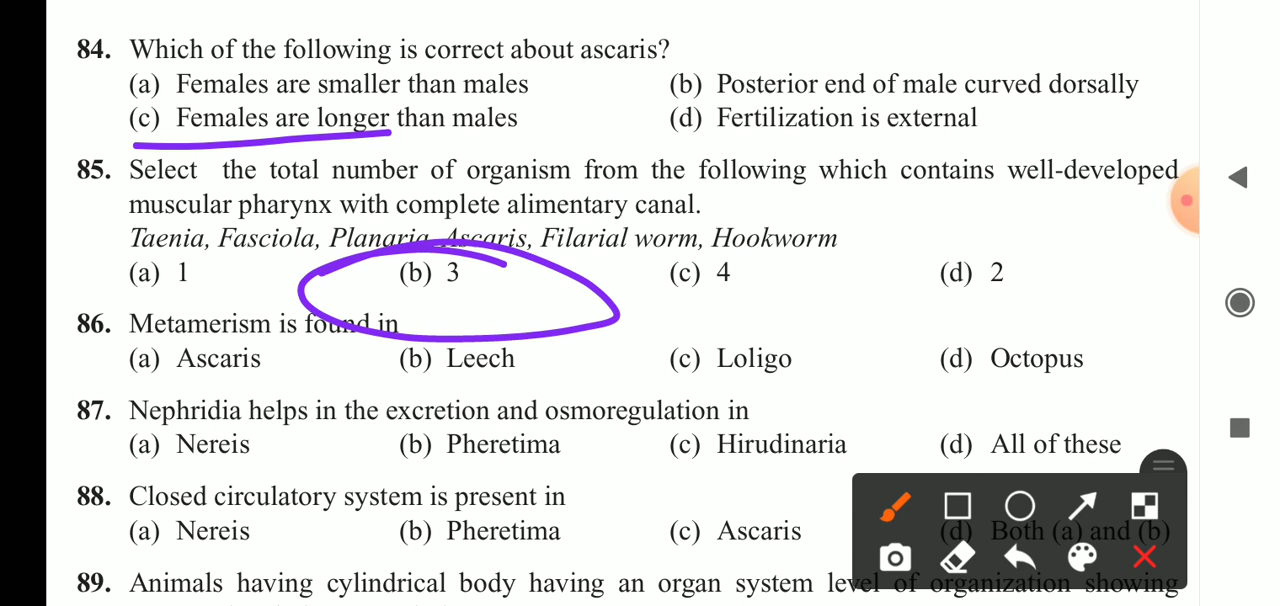 84. Which of the following is correct about ascaris?
(a) Females are smaller than males (b) Posterior end of male curved dorsally
(c) Females are longer than males (d) Fertilization is external
85. Select the total number of organism from the following which contains well-developed
muscular pharynx with complete alimentary canal.
Taenia, Fasciola, Planaria, Ascaris, Filarial worm, Hookworm
(a) 1 (b) 3 (c) 4 (d) 2
86. Metamerism is found in
(a) Ascaris (b) Leech (c) Loligo (d) Octopus
87. Nephridia helps in the excretion and osmoregulation in
(a) Nereis (b) Pheretima (c) Hirudinaria (d) All of these
88. Closed circulatory system is present in
(a) Nereis (b) Pheretima (c) Ascaris (d) Both (a) and (b)
89. Animals having cylindrical body having an organ system level of organization showing